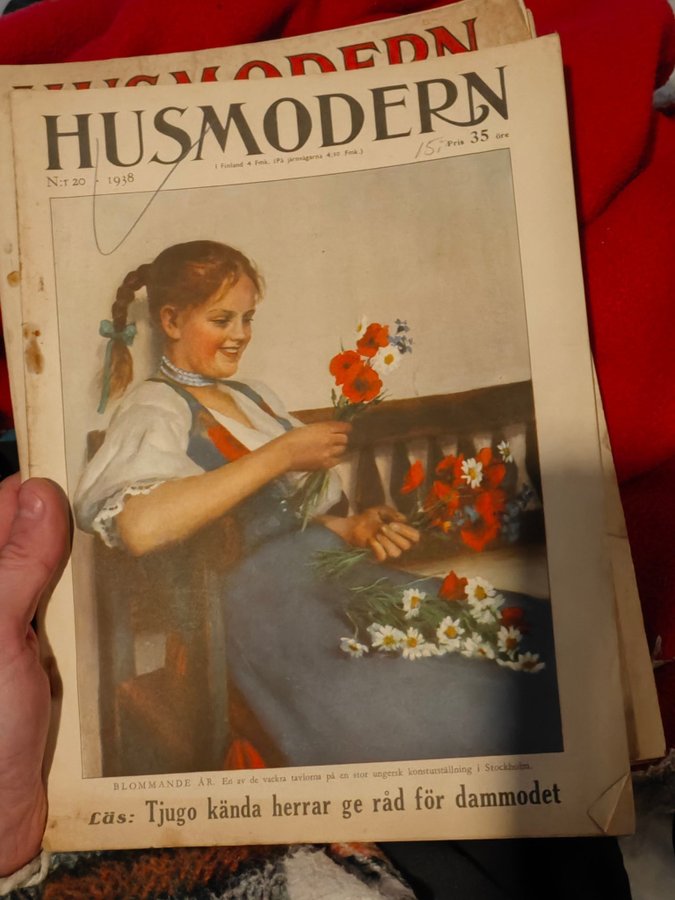 HUSMODERN
HUSMODERN
I Finland 4 Fmk. (På järnvägarna 4:50 Fmk.)
15:-
Pris 35 öre
N:r 20 · 1938
BLOMMANDE ÅR. En av de vackra tavlorna på en stor ungersk konstutställning i Stockholm.
Läs: Tjugo kända herrar ge råd för dammodet